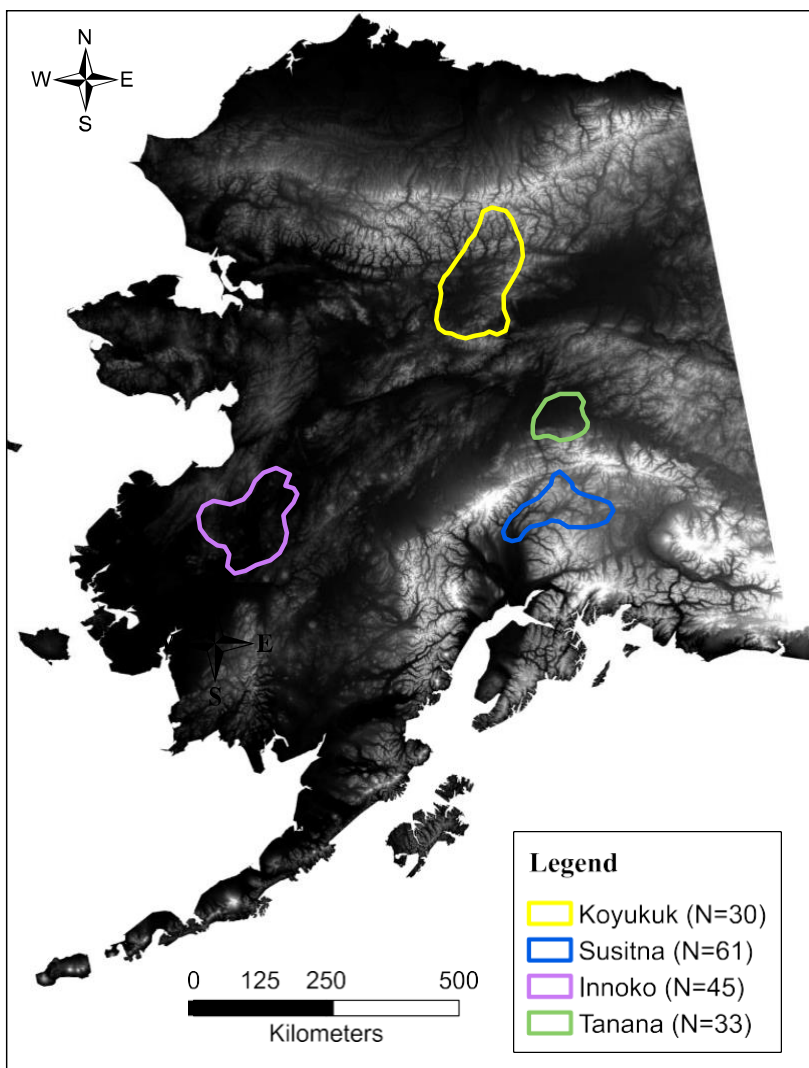 N
W E
S
E
S
Legend
Koyukuk (N=30)
Susitna (N=61)
Innoko (N=45)
Tanana (N=33)
0 125 250 500
Kilometers